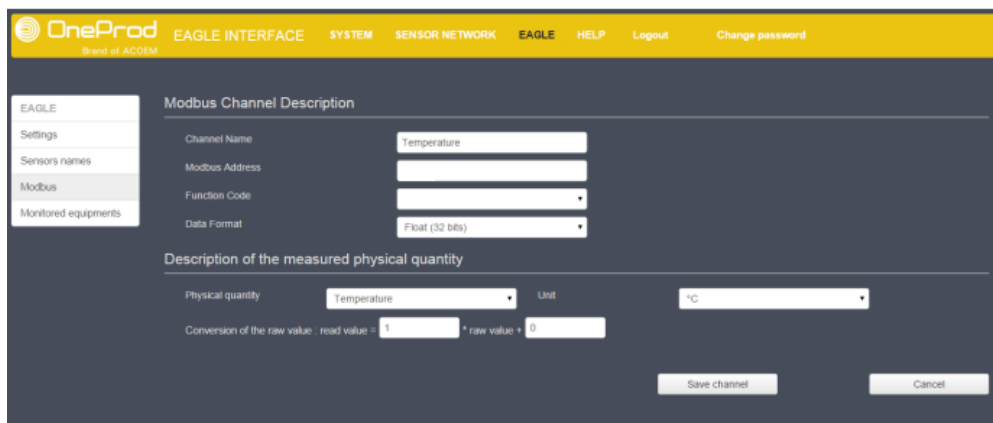 OneProd
Brand of ACOEM
EAGLE INTERFACE SYSTEM SENSOR NETWORK EAGLE HELP Logout Change password
EAGLE
Settings
Sensors names
Modbus
Monitored equipments
Modbus Channel Description
Channel Name Temperature
Modbus Address
Function Code
Data Format Float (32 bits)
Description of the measured physical quantity
Physical quantity Temperature Unit °C
Conversion of the raw value : read value = 1 * raw value + 0
Save channel Cancel